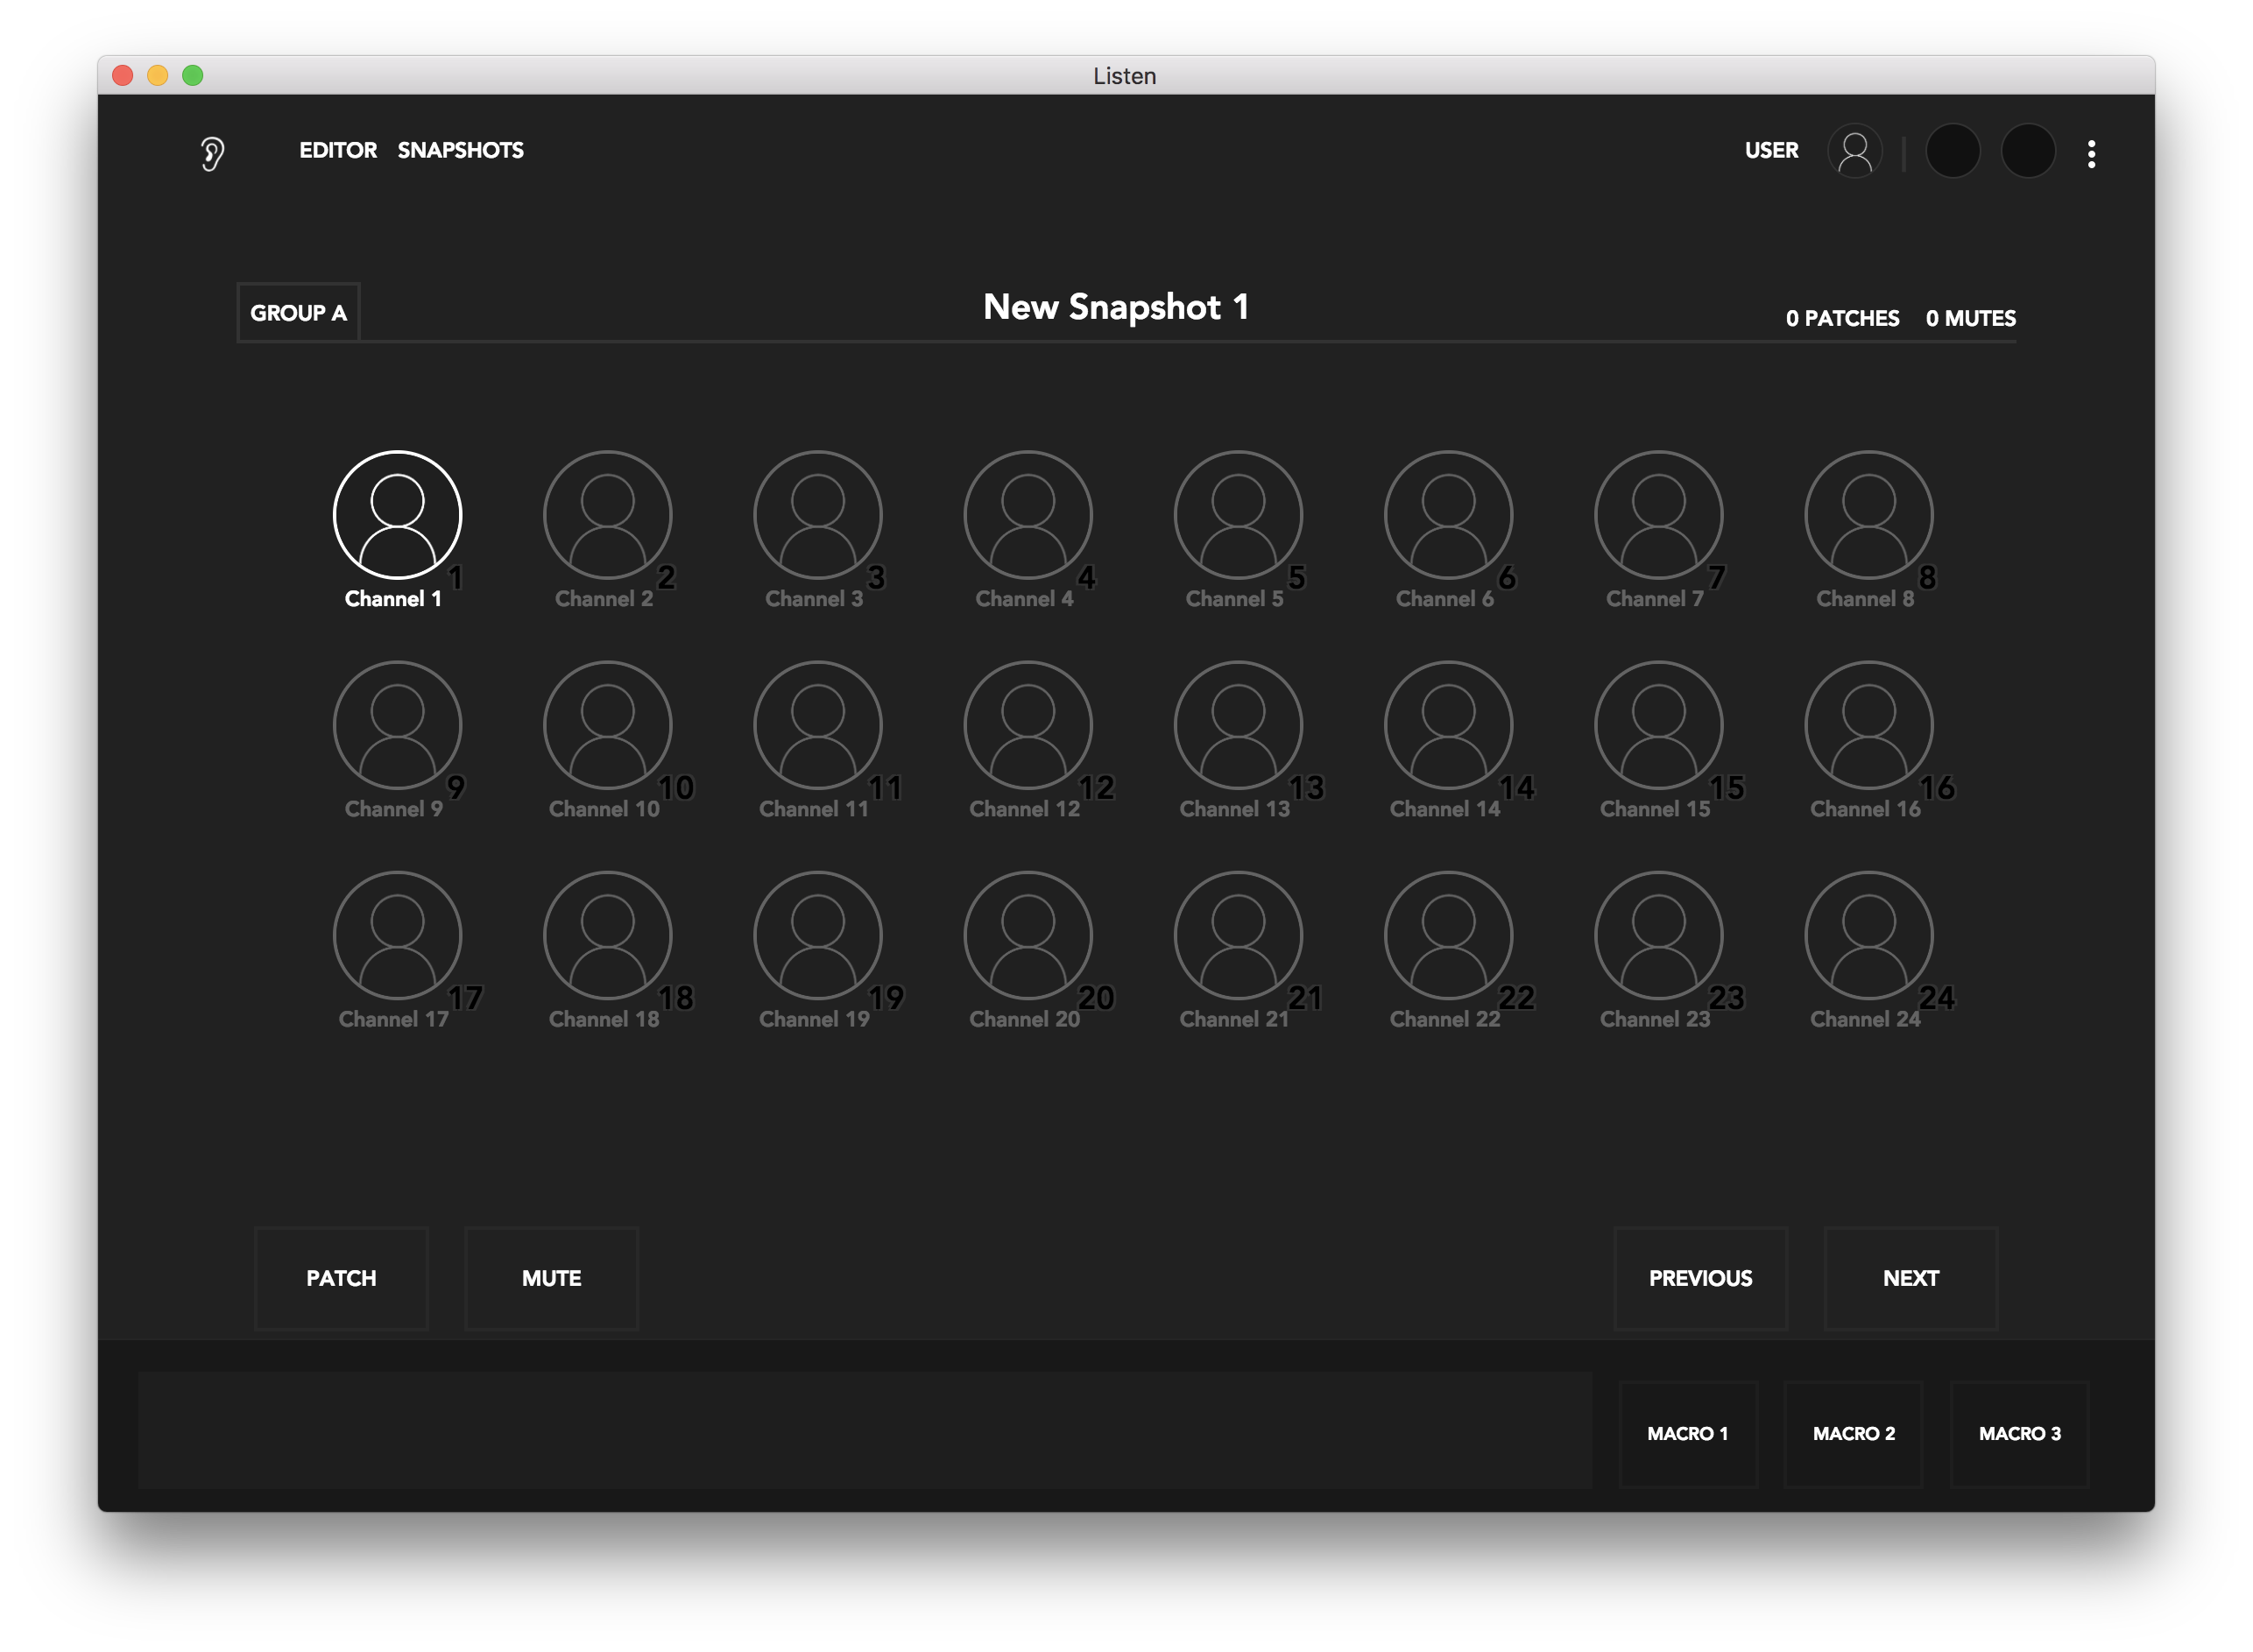 Listen
EDITOR SNAPSHOTS
USER
GROUP A
New Snapshot 1
0 PATCHES 0 MUTES
1 2 3 4 5 6 7 8
Channel 1 Channel 2 Channel 3 Channel 4 Channel 5 Channel 6 Channel 7 Channel 8
9 10 11 12 13 14 15 16
Channel 9 Channel 10 Channel 11 Channel 12 Channel 13 Channel 14 Channel 15 Channel 16
17 18 19 20 21 22 23 24
Channel 17 Channel 18 Channel 19 Channel 20 Channel 21 Channel 22 Channel 23 Channel 24
PATCH MUTE PREVIOUS NEXT
MACRO 1 MACRO 2 MACRO 3